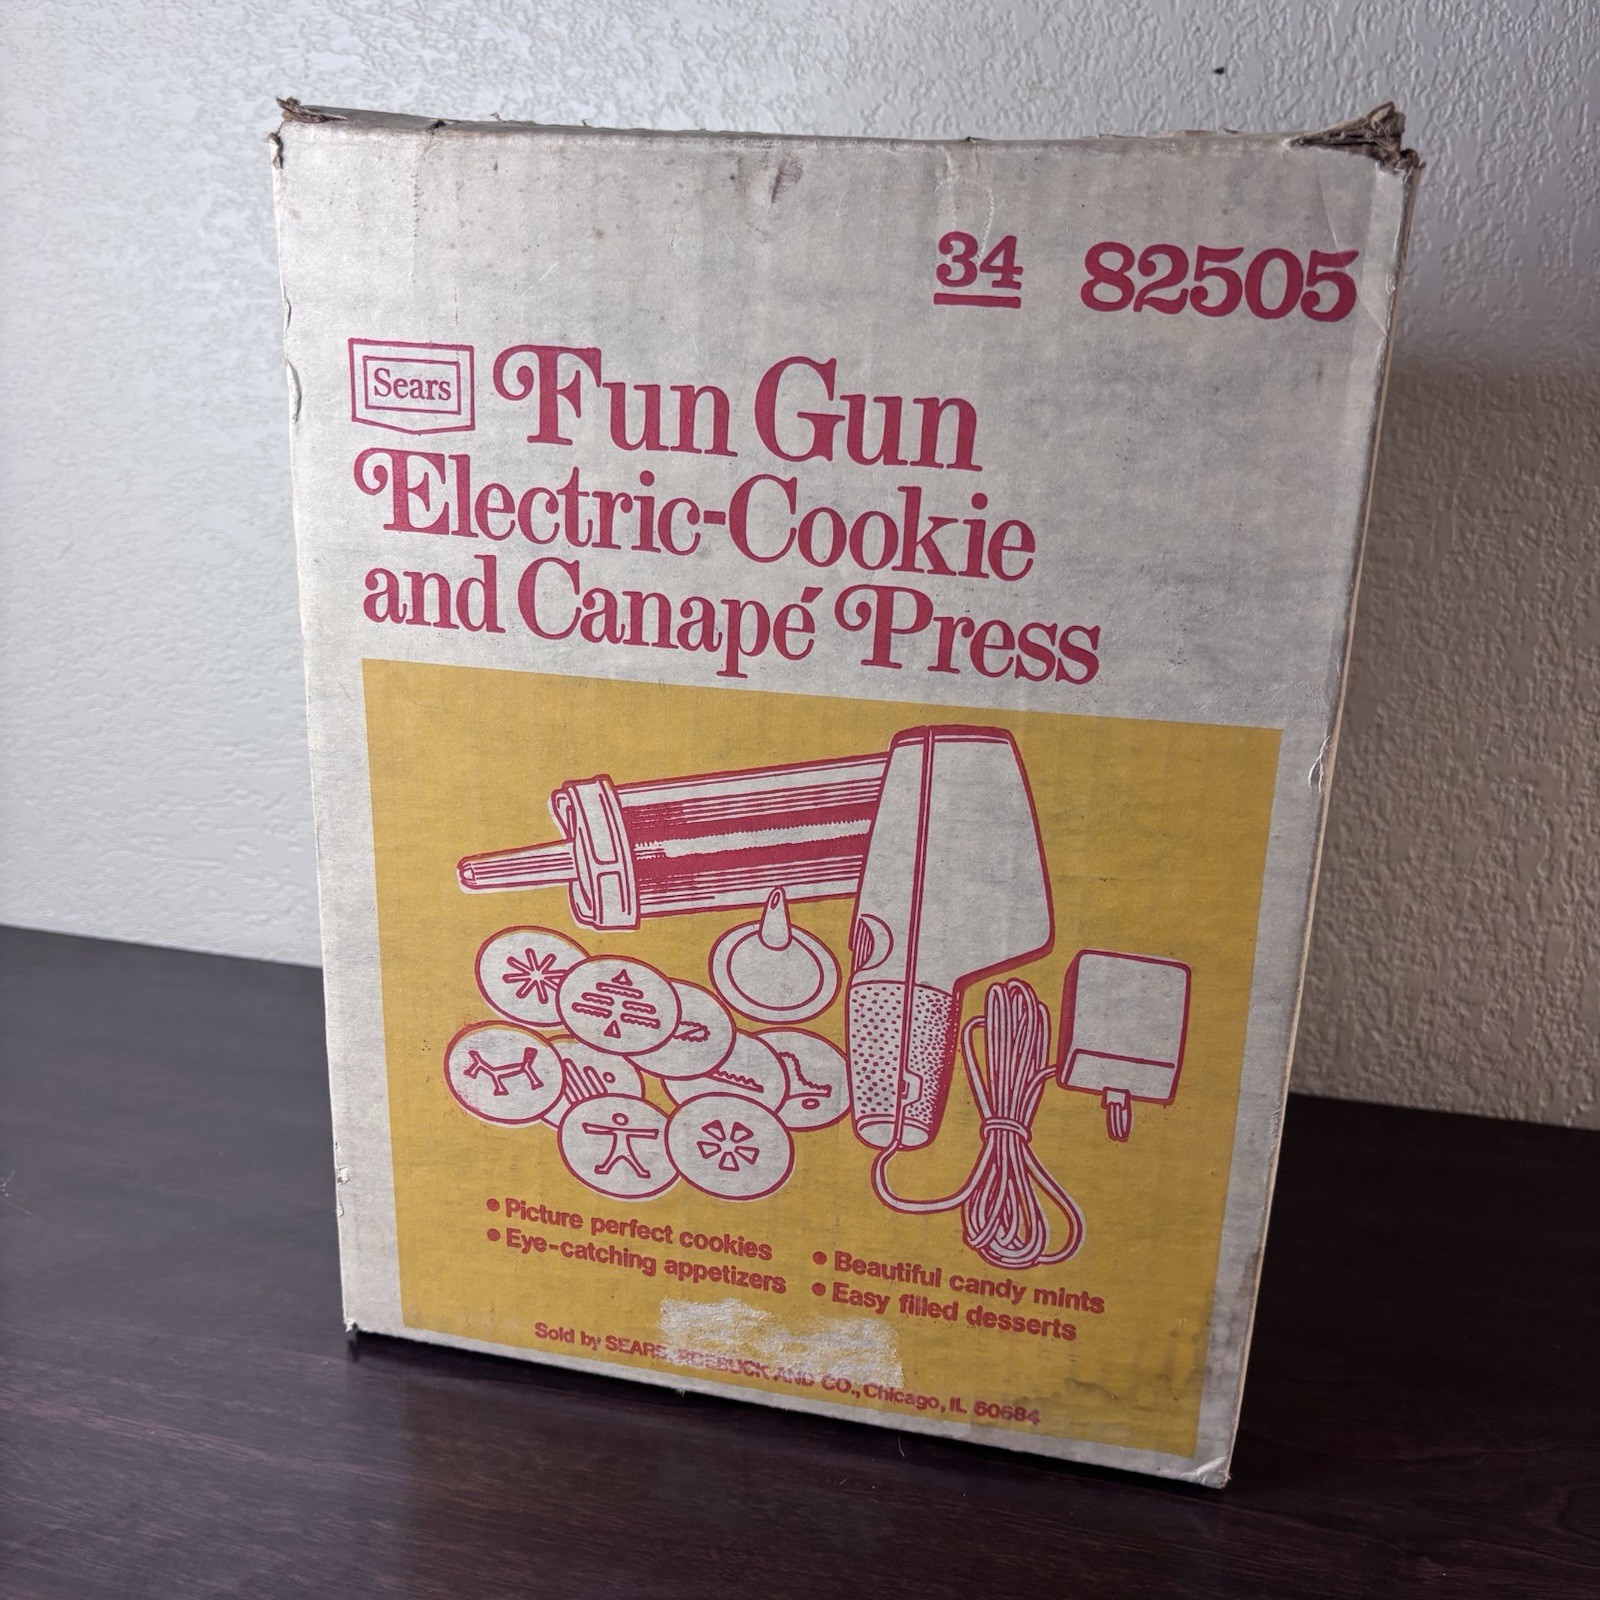 34 82505
Sears
Fun Gun
Electric-Cookie
and Canapé Press
• Picture perfect cookies
• Eye-catching appetizers
• Beautiful candy mints
• Easy filled desserts
Sold by SEARS, ROEBUCK AND CO., Chicago, IL 60684